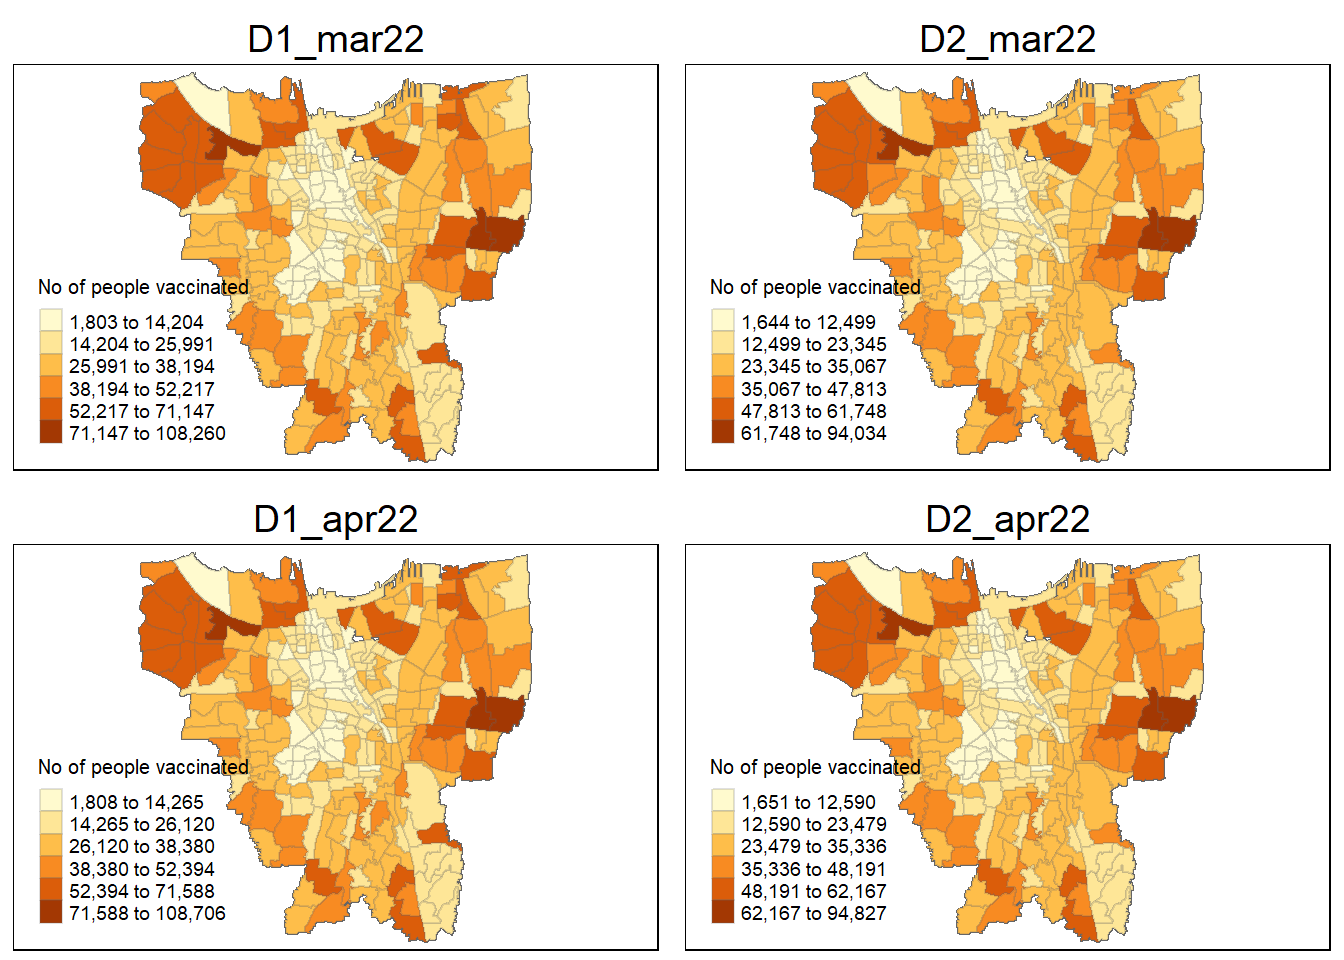 D1_mar22
No of people vaccinated
1,803 to 14,204
14,204 to 25,991
25,991 to 38,194
38,194 to 52,217
52,217 to 71,147
71,147 to 108,260
D2_mar22
No of people vaccinated
1,644 to 12,499
12,499 to 23,345
23,345 to 35,067
35,067 to 47,813
47,813 to 61,748
61,748 to 94,034
D1_apr22
No of people vaccinated
1,808 to 14,265
14,265 to 26,120
26,120 to 38,380
38,380 to 52,394
52,394 to 71,588
71,588 to 108,706
D2_apr22
No of people vaccinated
1,651 to 12,590
12,590 to 23,479
23,479 to 35,336
35,336 to 48,191
48,191 to 62,167
62,167 to 94,827